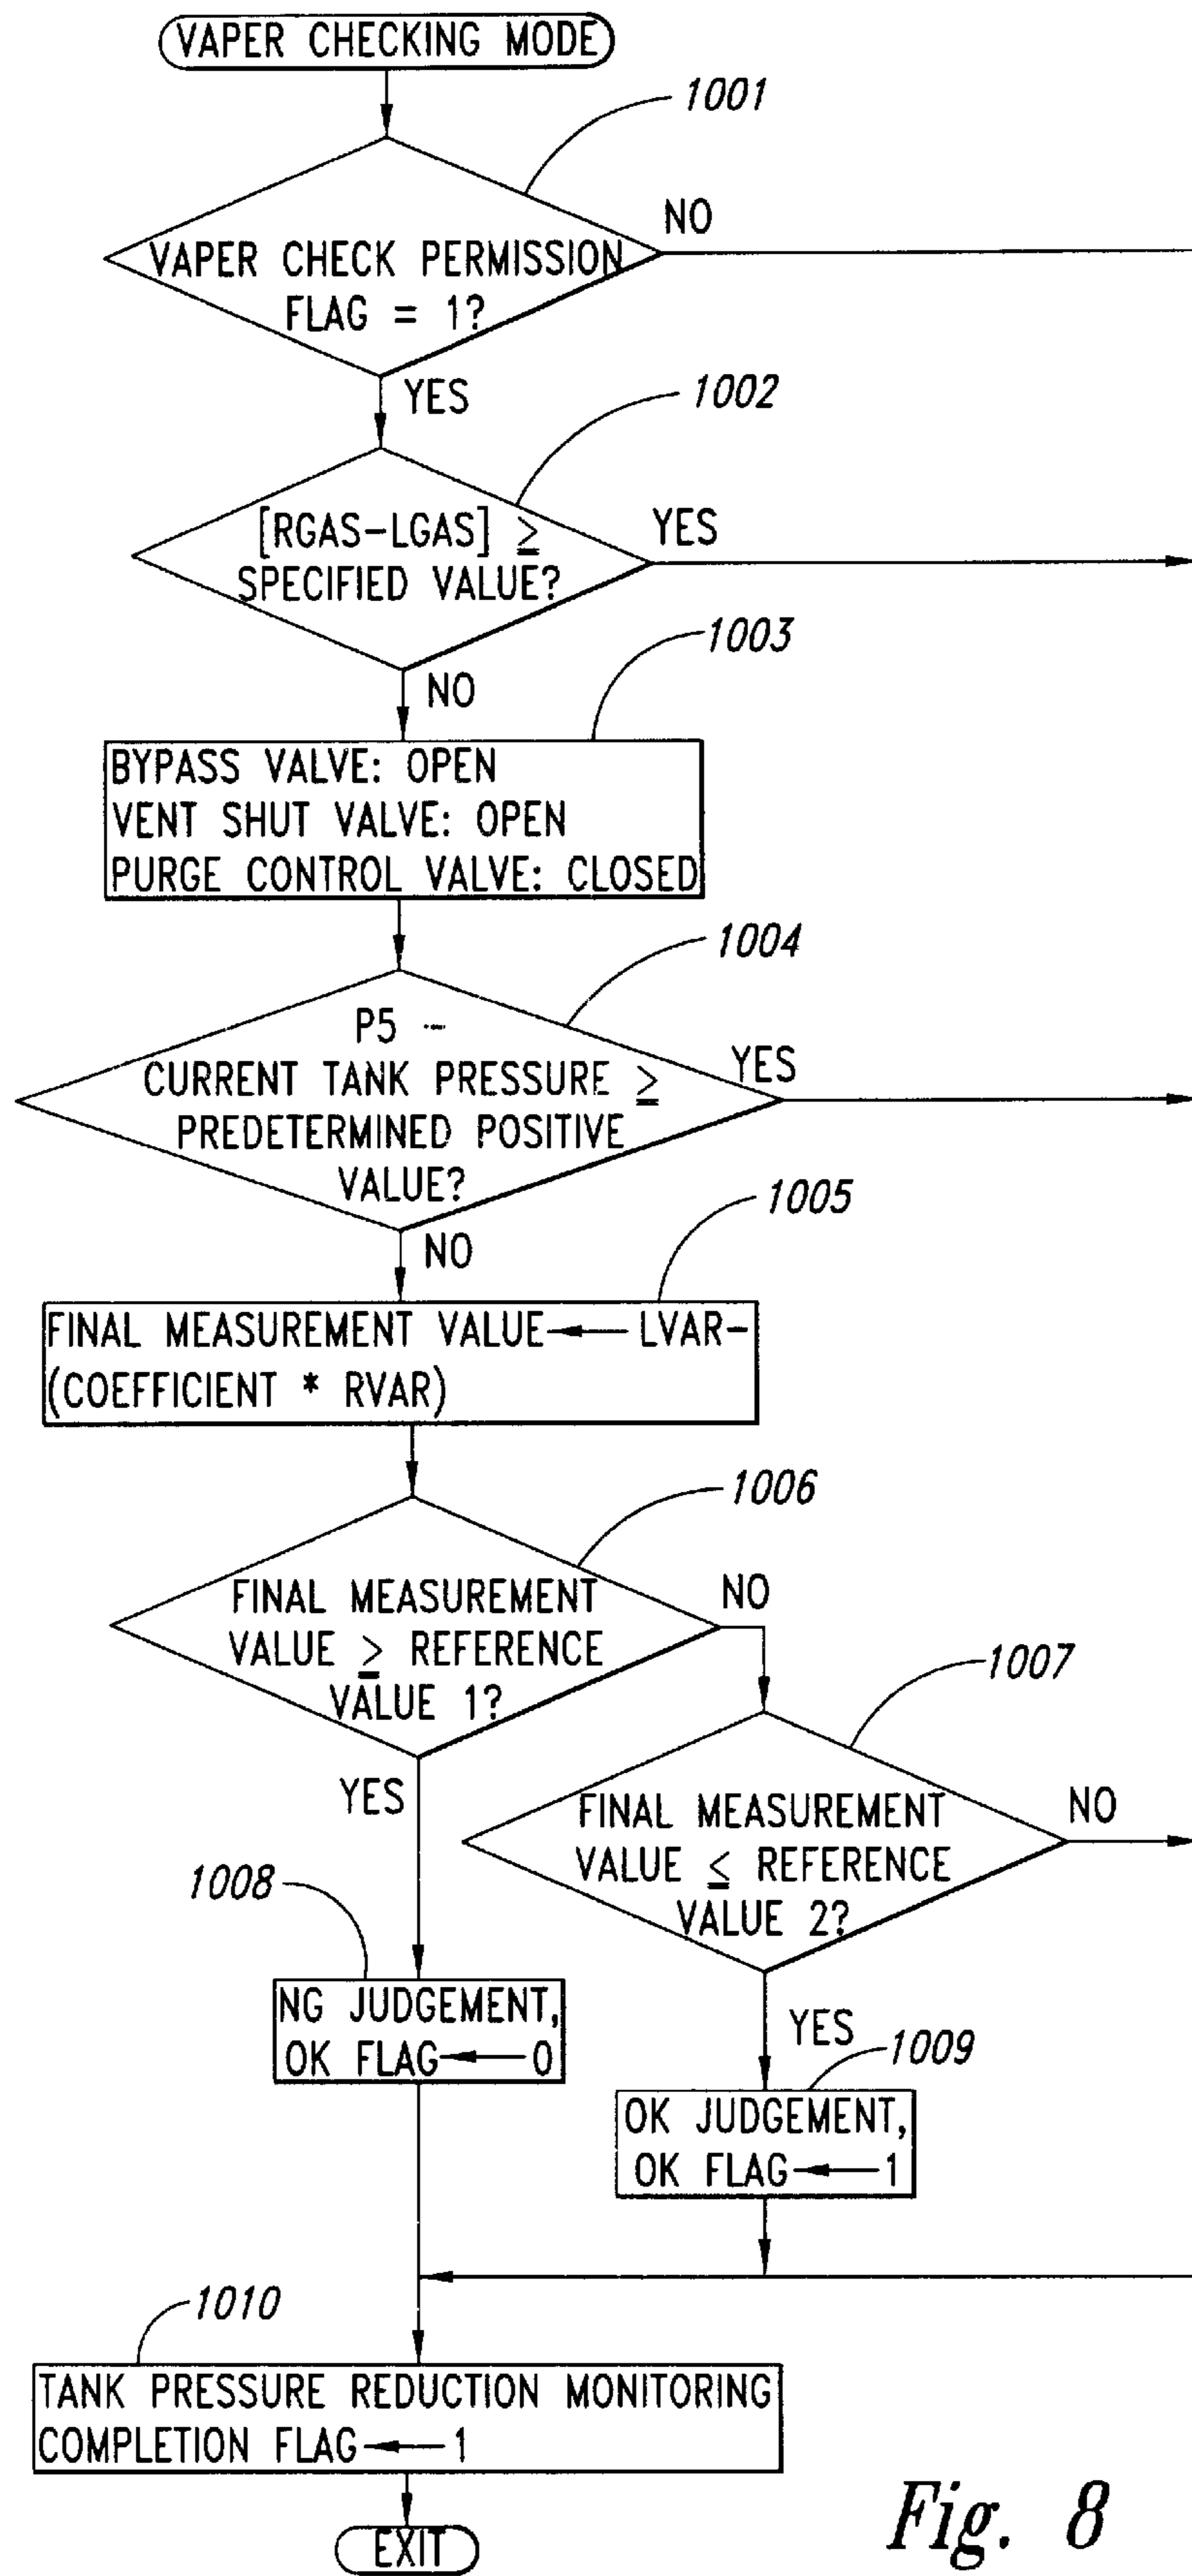 VAPER CHECKING MODE
1001
NO
VAPER CHECK PERMISSION
FLAG = 1?
YES
1002
[RGAS-LGAS] ≥
SPECIFIED VALUE?
YES
1003
NO
BYPASS VALVE: OPEN
VENT SHUT VALVE: OPEN
PURGE CONTROL VALVE: CLOSED
1004
P5 -
CURRENT TANK PRESSURE ≥
PREDETERMINED POSITIVE
VALUE?
YES
1005
NO
FINAL MEASUREMENT VALUE ← LVAR-
(COEFFICIENT * RVAR)
1006
FINAL MEASUREMENT
VALUE ≥ REFERENCE
VALUE 1?
NO
1007
YES
FINAL MEASUREMENT
VALUE ≤ REFERENCE
VALUE 2?
NO
1008
NG JUDGEMENT,
OK FLAG ← 0
YES
1009
OK JUDGEMENT,
OK FLAG ← 1
1010
TANK PRESSURE REDUCTION MONITORING
COMPLETION FLAG ← 1
EXIT
Fig. 8